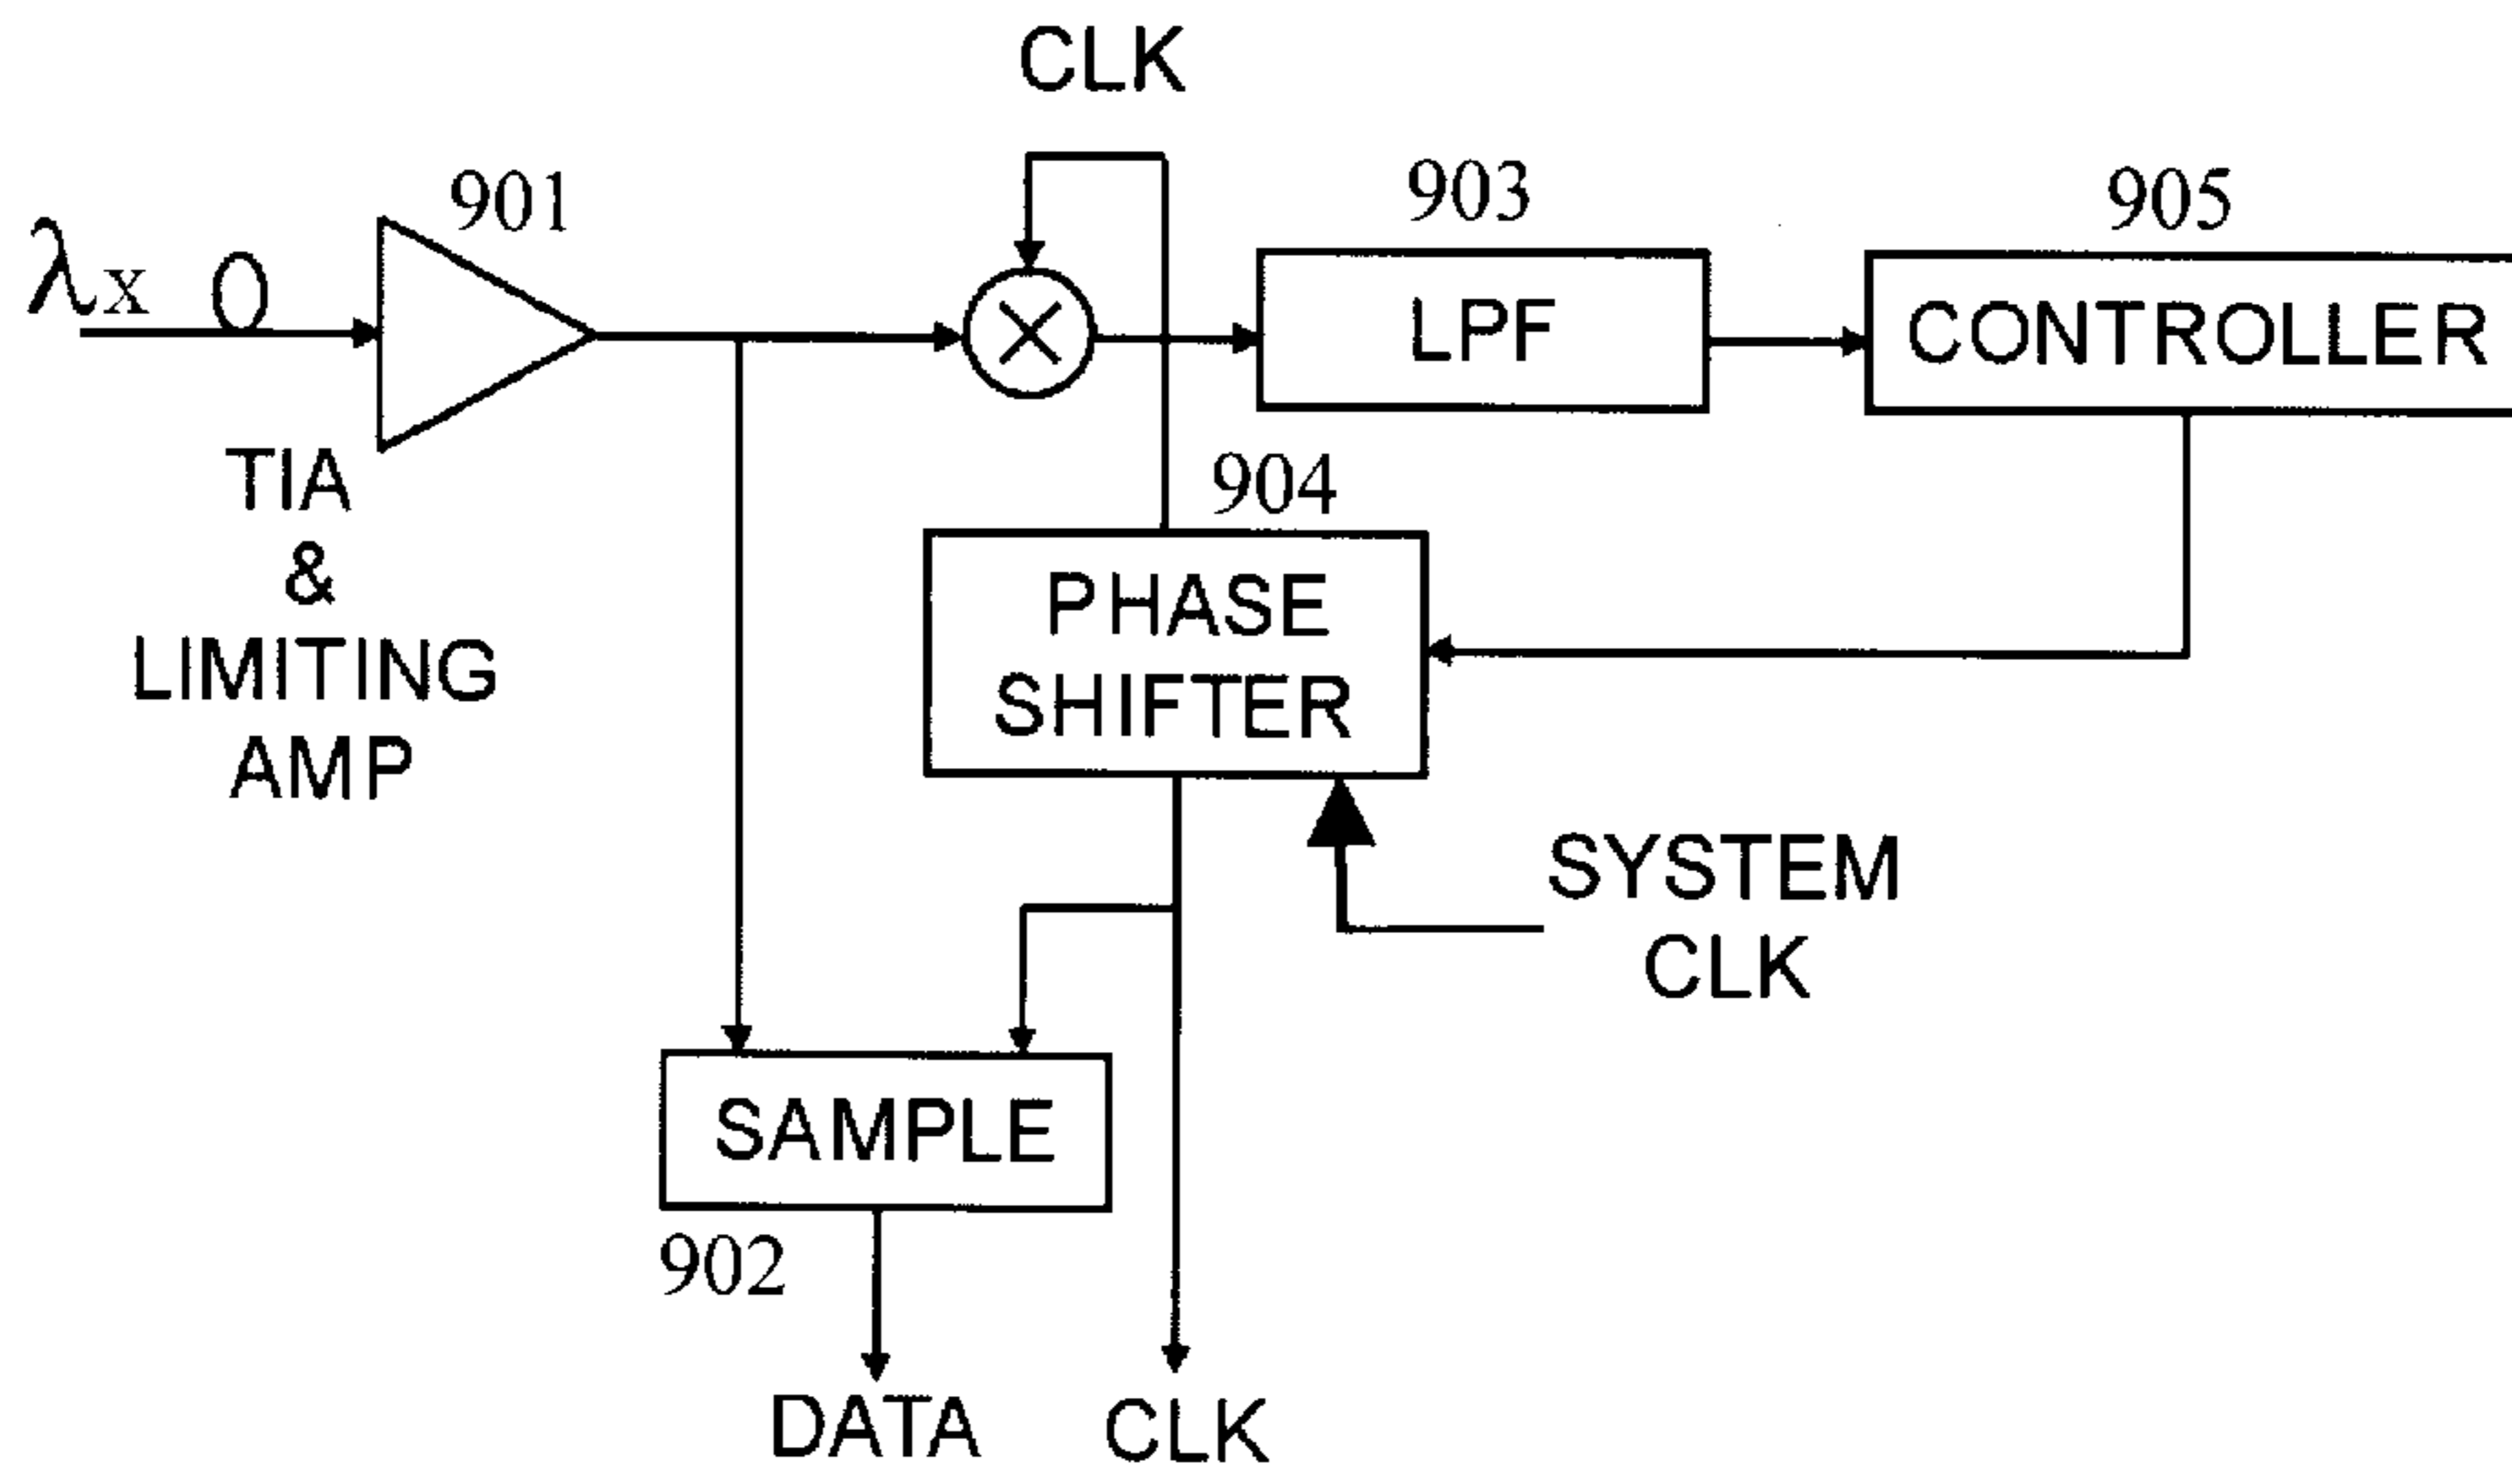 CLK
901
903
905
λx
LPF
CONTROLLER
904
TIA
&
LIMITING
AMP
PHASE
SHIFTER
SYSTEM
CLK
SAMPLE
902
DATA
CLK